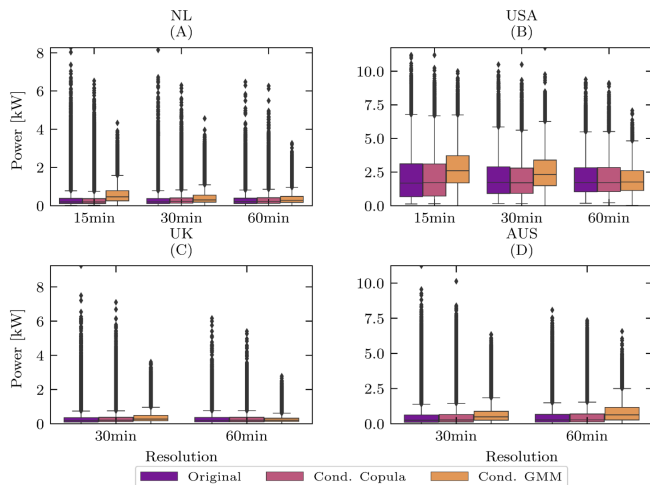 NL
(A)
USA
(B)
Power [kW]
8
6
4
2
0
10.0
7.5
5.0
2.5
0.0
15min
30min
60min
15min
30min
60min
UK
(C)
AUS
(D)
Power [kW]
8
6
4
2
0
10.0
7.5
5.0
2.5
0.0
30min
60min
30min
60min
Resolution
Resolution
Original
Cond. Copula
Cond. GMM